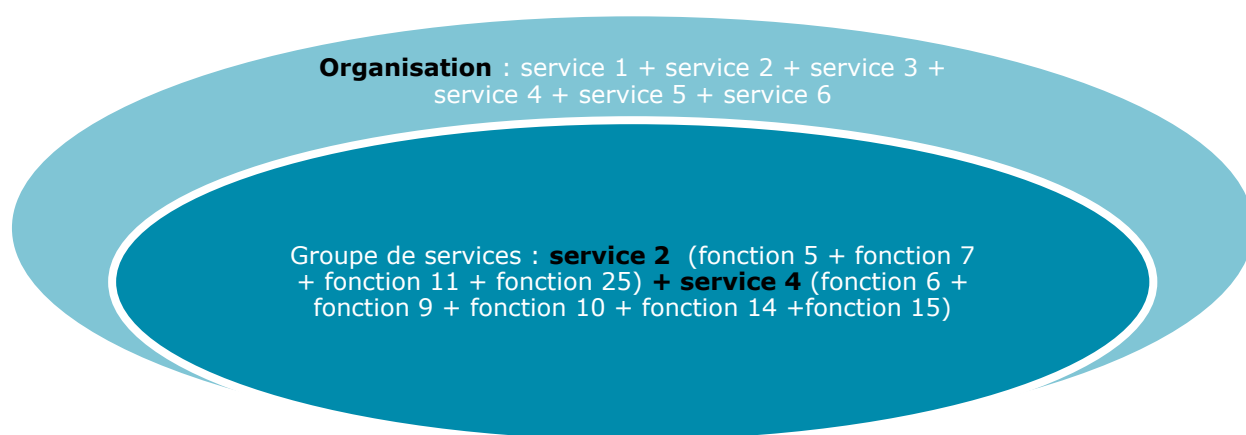 Organisation : service 1 + service 2 + service 3 +
service 4 + service 5 + service 6
Groupe de services : service 2  (fonction 5 + fonction 7
+ fonction 11 + fonction 25) + service 4 (fonction 6 +
fonction 9 + fonction 10 + fonction 14 +fonction 15)